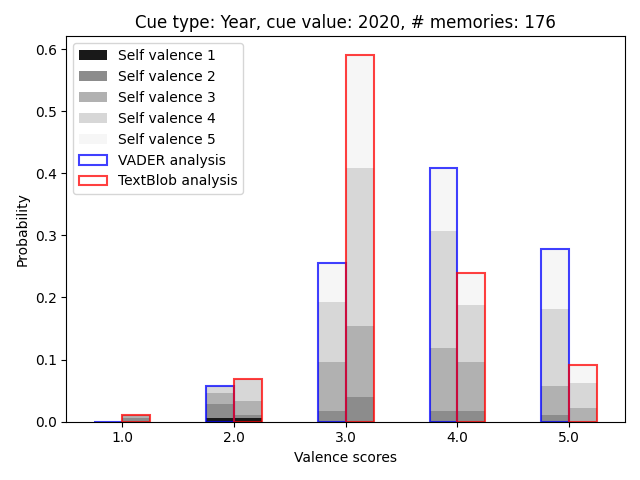 Cue type: Year, cue value: 2020, # memories: 176
Self valence 1
Self valence 2
Self valence 3
Self valence 4
Self valence 5
VADER analysis
TextBlob analysis
Probability
0.6
0.5
0.4
0.3
0.2
0.1
0.0
1.0 2.0 3.0 4.0 5.0
Valence scores